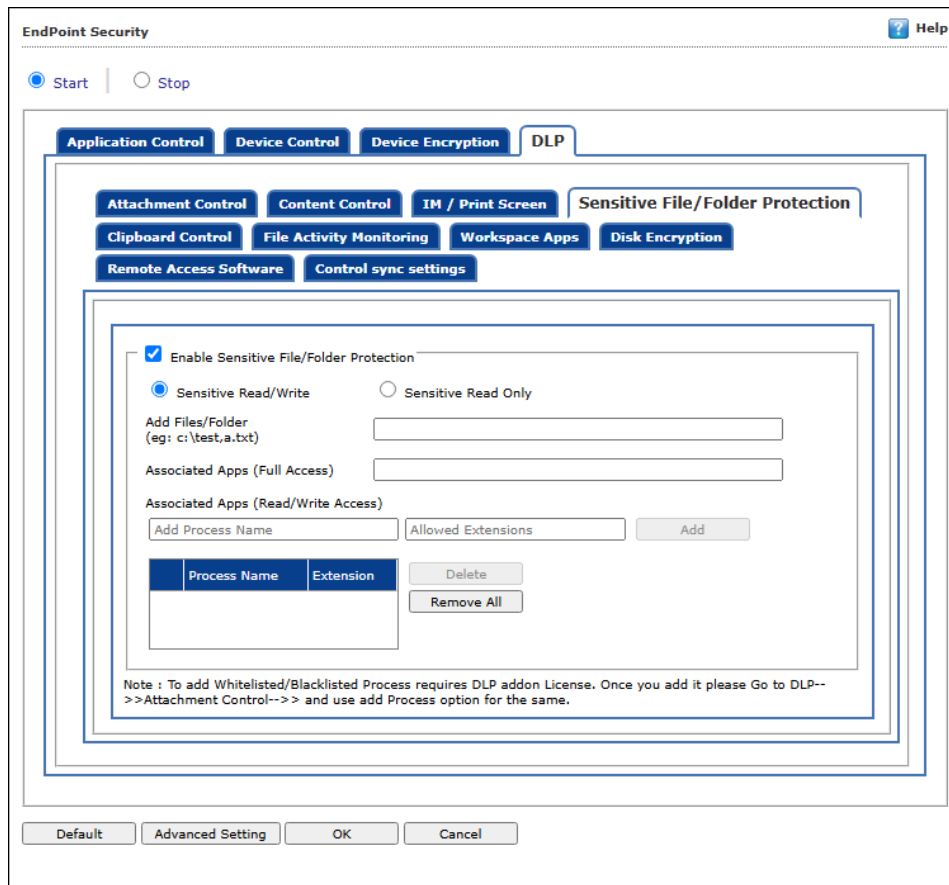 EndPoint Security
Help
Start
Stop
Application Control
Device Control
Device Encryption
DLP
Attachment Control
Content Control
IM / Print Screen
Sensitive File/Folder Protection
Clipboard Control
File Activity Monitoring
Workspace Apps
Disk Encryption
Remote Access Software
Control sync settings
Enable Sensitive File/Folder Protection
Sensitive Read/Write
Sensitive Read Only
Add Files/Folder
(eg: c:\test,a.txt)
Associated Apps (Full Access)
Associated Apps (Read/Write Access)
Add Process Name
Allowed Extensions
Add
Process Name
Extension
Delete
Remove All
Note : To add Whitelisted/Blacklisted Process requires DLP addon License. Once you add it please Go to DLP--
>>Attachment Control-->> and use add Process option for the same.
Default
Advanced Setting
OK
Cancel